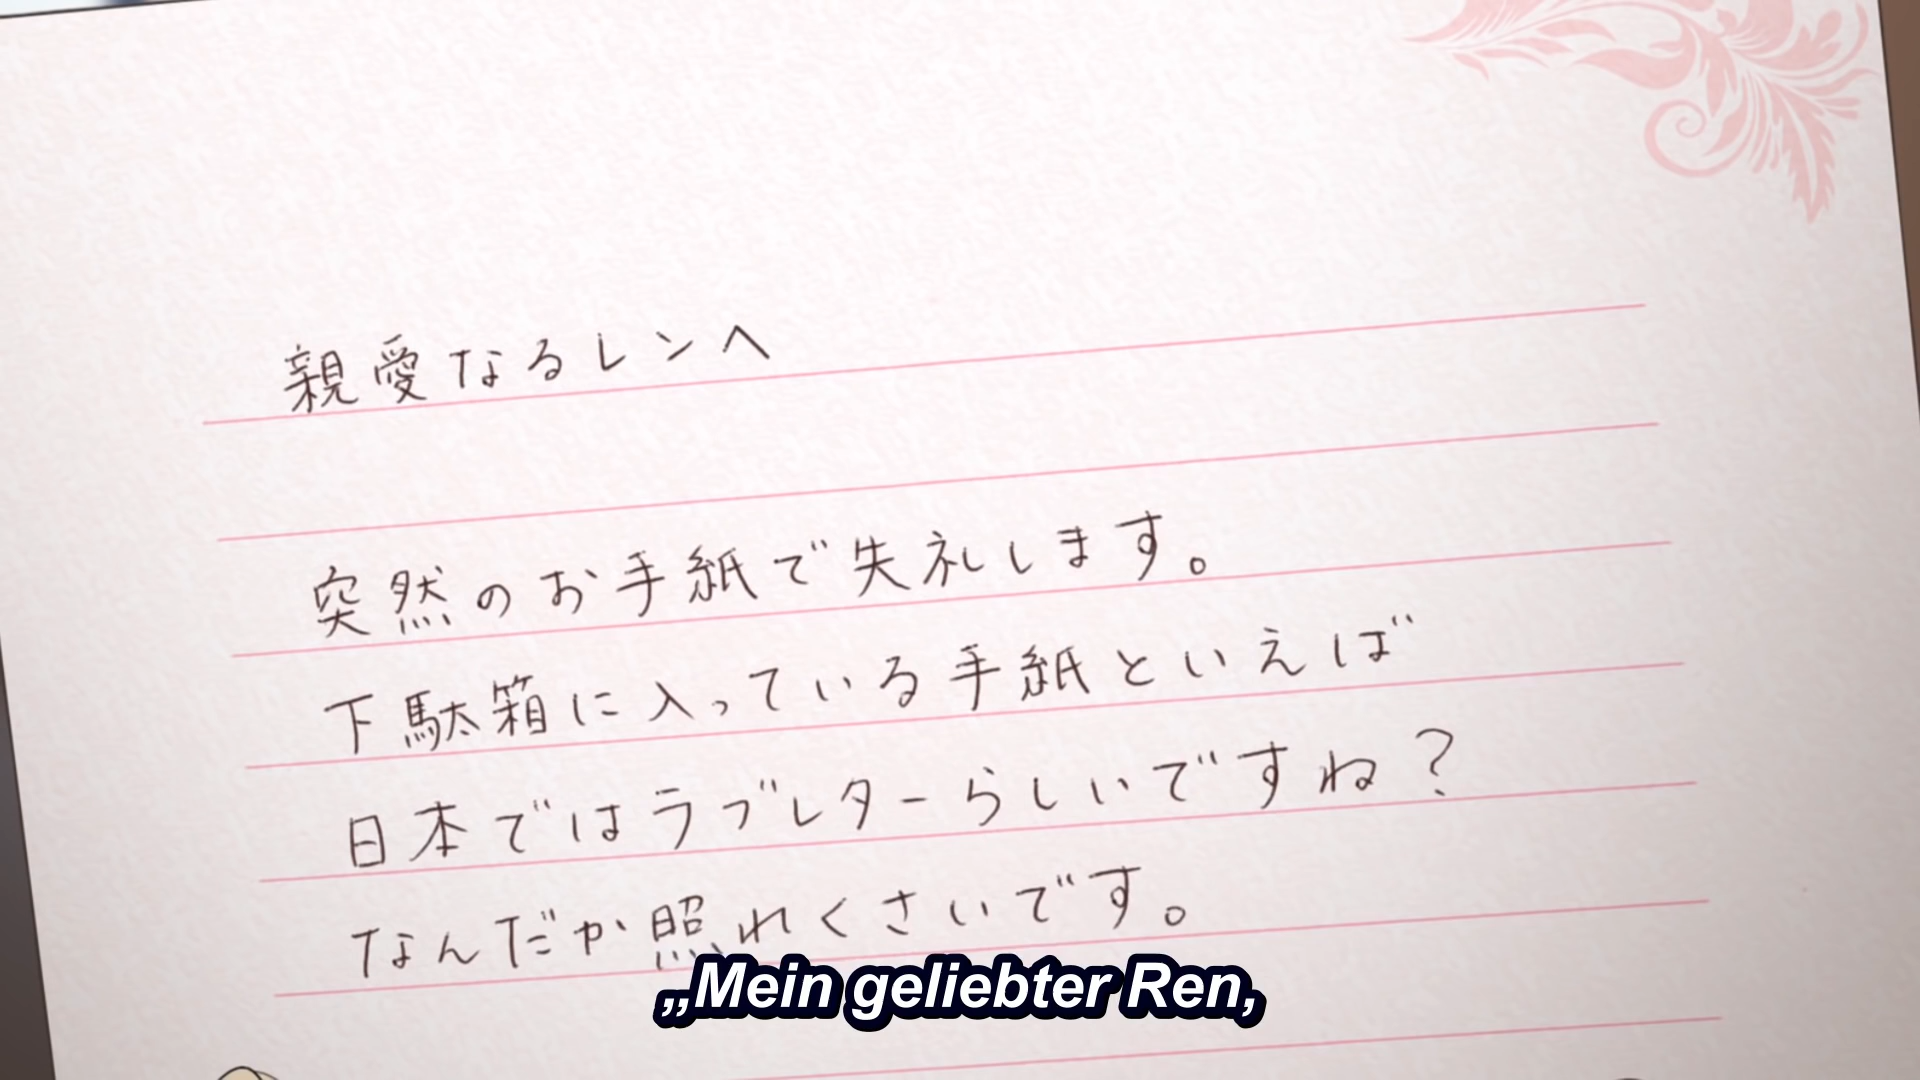 親愛なるレンへ
突然のお手紙で失礼します。
下駄箱に入っている手紙といえば
日本ではラブレターらしいですね？
なんだか照れくさいです。
„Mein geliebter Ren,